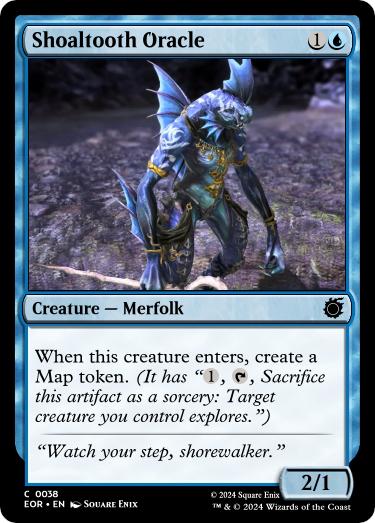 Shoaltooth Oracle 1
Creature — Merfolk
When this creature enters, create a
Map token. (It has “1, , Sacrifice
this artifact as a sorcery: Target
creature you control explores.”)
“Watch your step, shorewalker.”
2/1
C 0038
EOR • EN Square Enix
© 2024 Square Enix
™ & © 2024 Wizards of the Coast